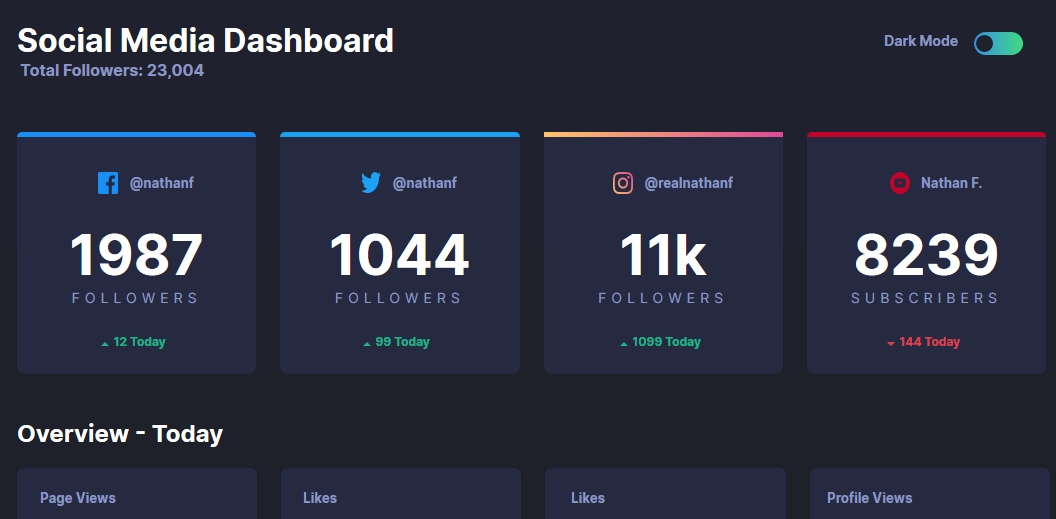 Social Media Dashboard
Total Followers: 23,004
Dark Mode
@nathanf
1987
FOLLOWERS
12 Today
@nathanf
1044
FOLLOWERS
99 Today
@realnathanf
11k
FOLLOWERS
1099 Today
Nathan F.
8239
SUBSCRIBERS
144 Today
Overview - Today
Page Views
Likes
Likes
Profile Views